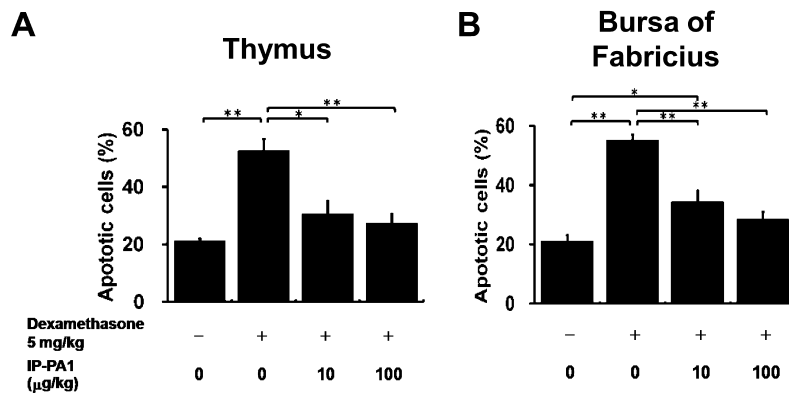 A
Thymus
** * **
Apoptotic cells (%)
60
40
20
0
B
Bursa of
Fabricius
* ** ** **
Apototic cells (%)
60
40
20
0
Dexamethasone
5 mg/kg
− + + +
− + + +
IP-PA1
(μg/kg)
0 0 10 100
0 0 10 100